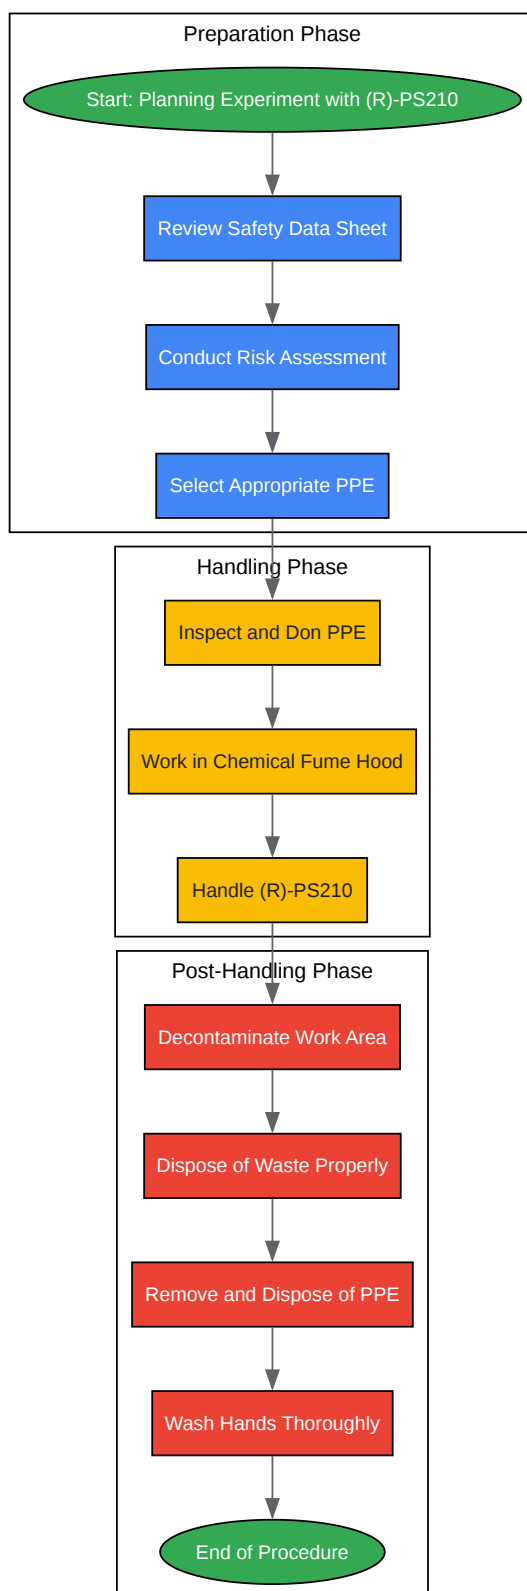 Preparation Phase
Start: Planning Experiment with (R)-PS210
Review Safety Data Sheet
Conduct Risk Assessment
Select Appropriate PPE
Handling Phase
Inspect and Don PPE
Work in Chemical Fume Hood
Handle (R)-PS210
Post-Handling Phase
Decontaminate Work Area
Dispose of Waste Properly
Remove and Dispose of PPE
Wash Hands Thoroughly
End of Procedure